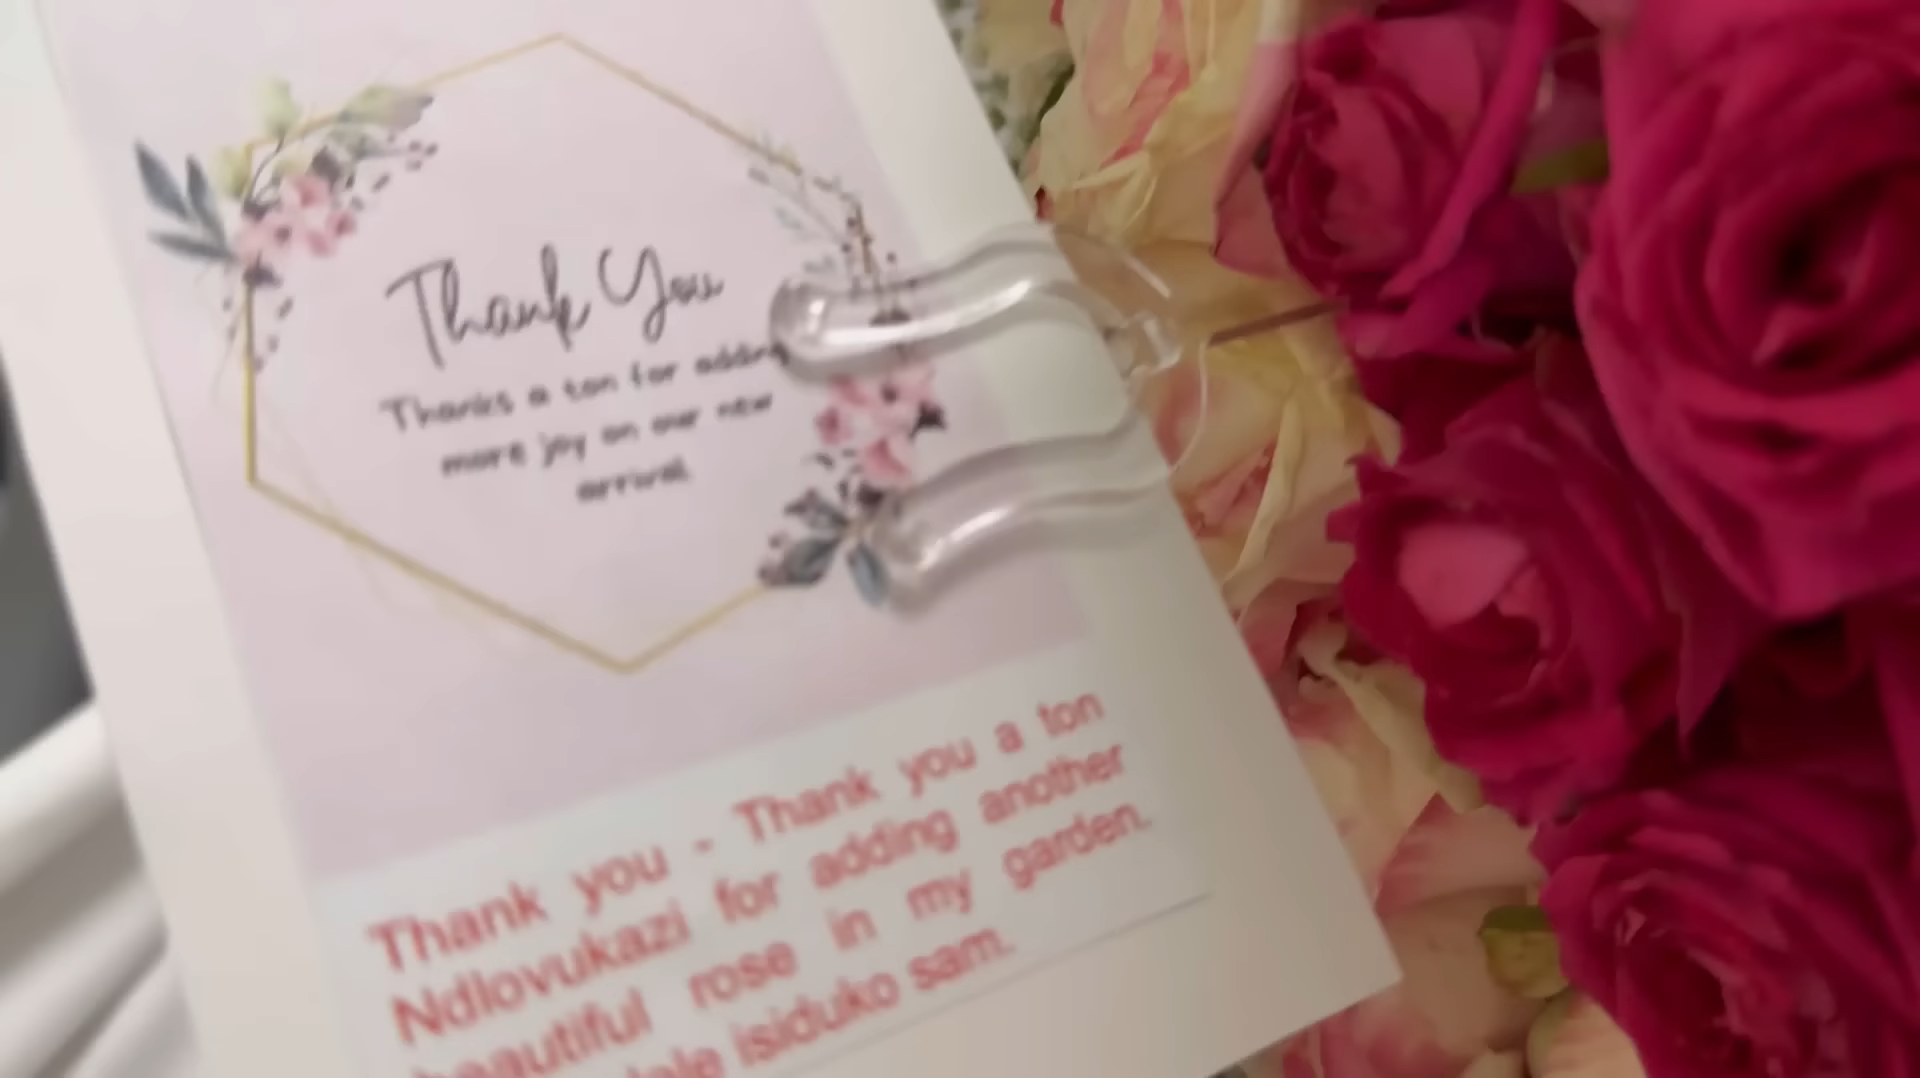 Thank You
Thanks a ton for adding
more joy on our new
arrival.
Thank you - Thank you a ton
Ndlovukazi for adding another
beautiful rose in my garden.
isiduko sam.